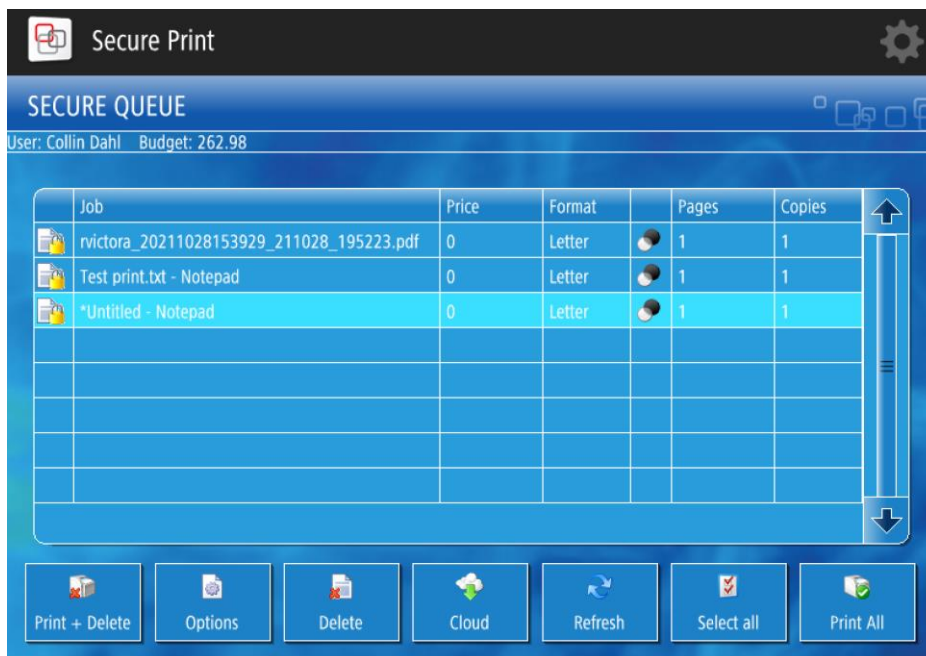 Secure Print
SECURE QUEUE
User: Collin Dahl Budget: 262.98
Job Price Format Pages Copies
rvictora_20211028153929_211028_195223.pdf 0 Letter 1 1
Test print.txt - Notepad 0 Letter 1 1
*Untitled - Notepad 0 Letter 1 1
Print + Delete Options Delete Cloud Refresh Select all Print All